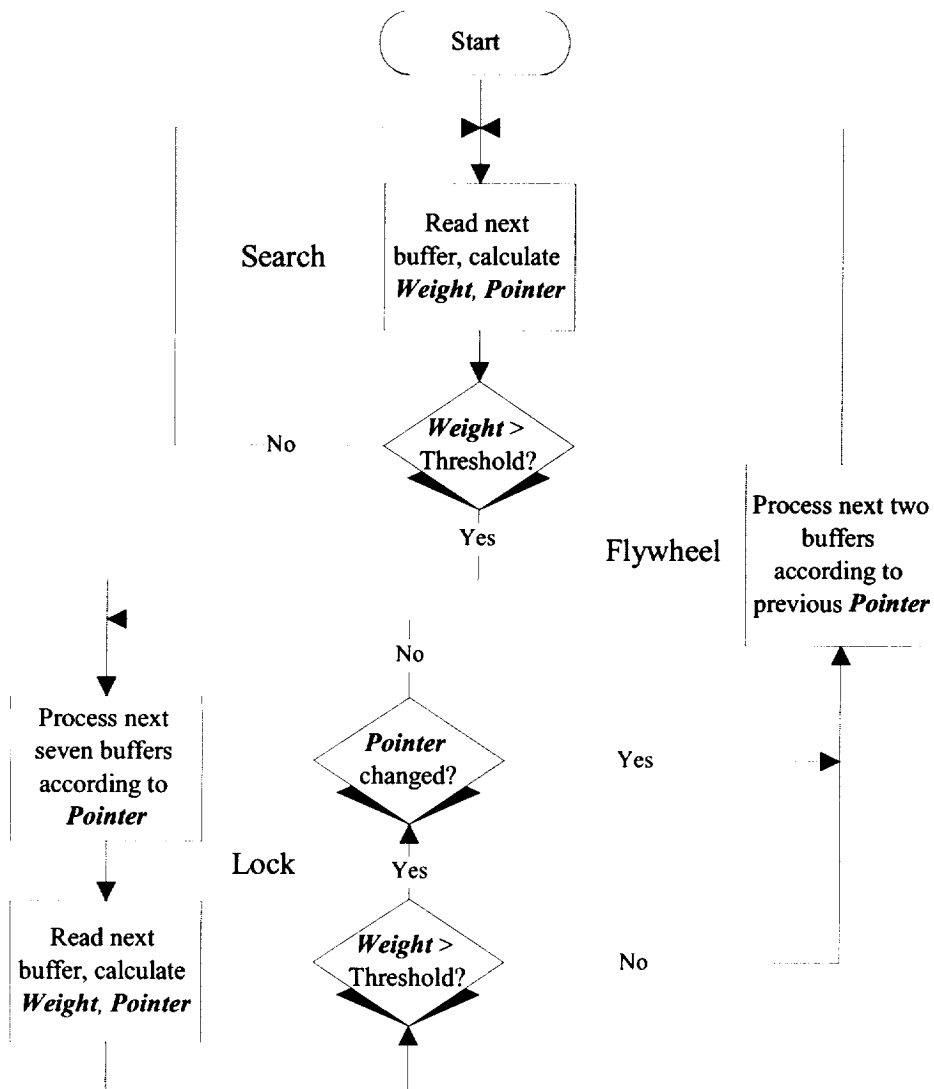 Start
Read next
buffer, calculate
Weight, Pointer
Search
Weight >
Threshold?
No
Yes
Flywheel
Process next two
buffers
according to
previous Pointer
No
Process next
seven buffers
according to
Pointer
Pointer
changed?
Yes
Lock
Yes
Read next
buffer, calculate
Weight, Pointer
Weight >
Threshold?
No